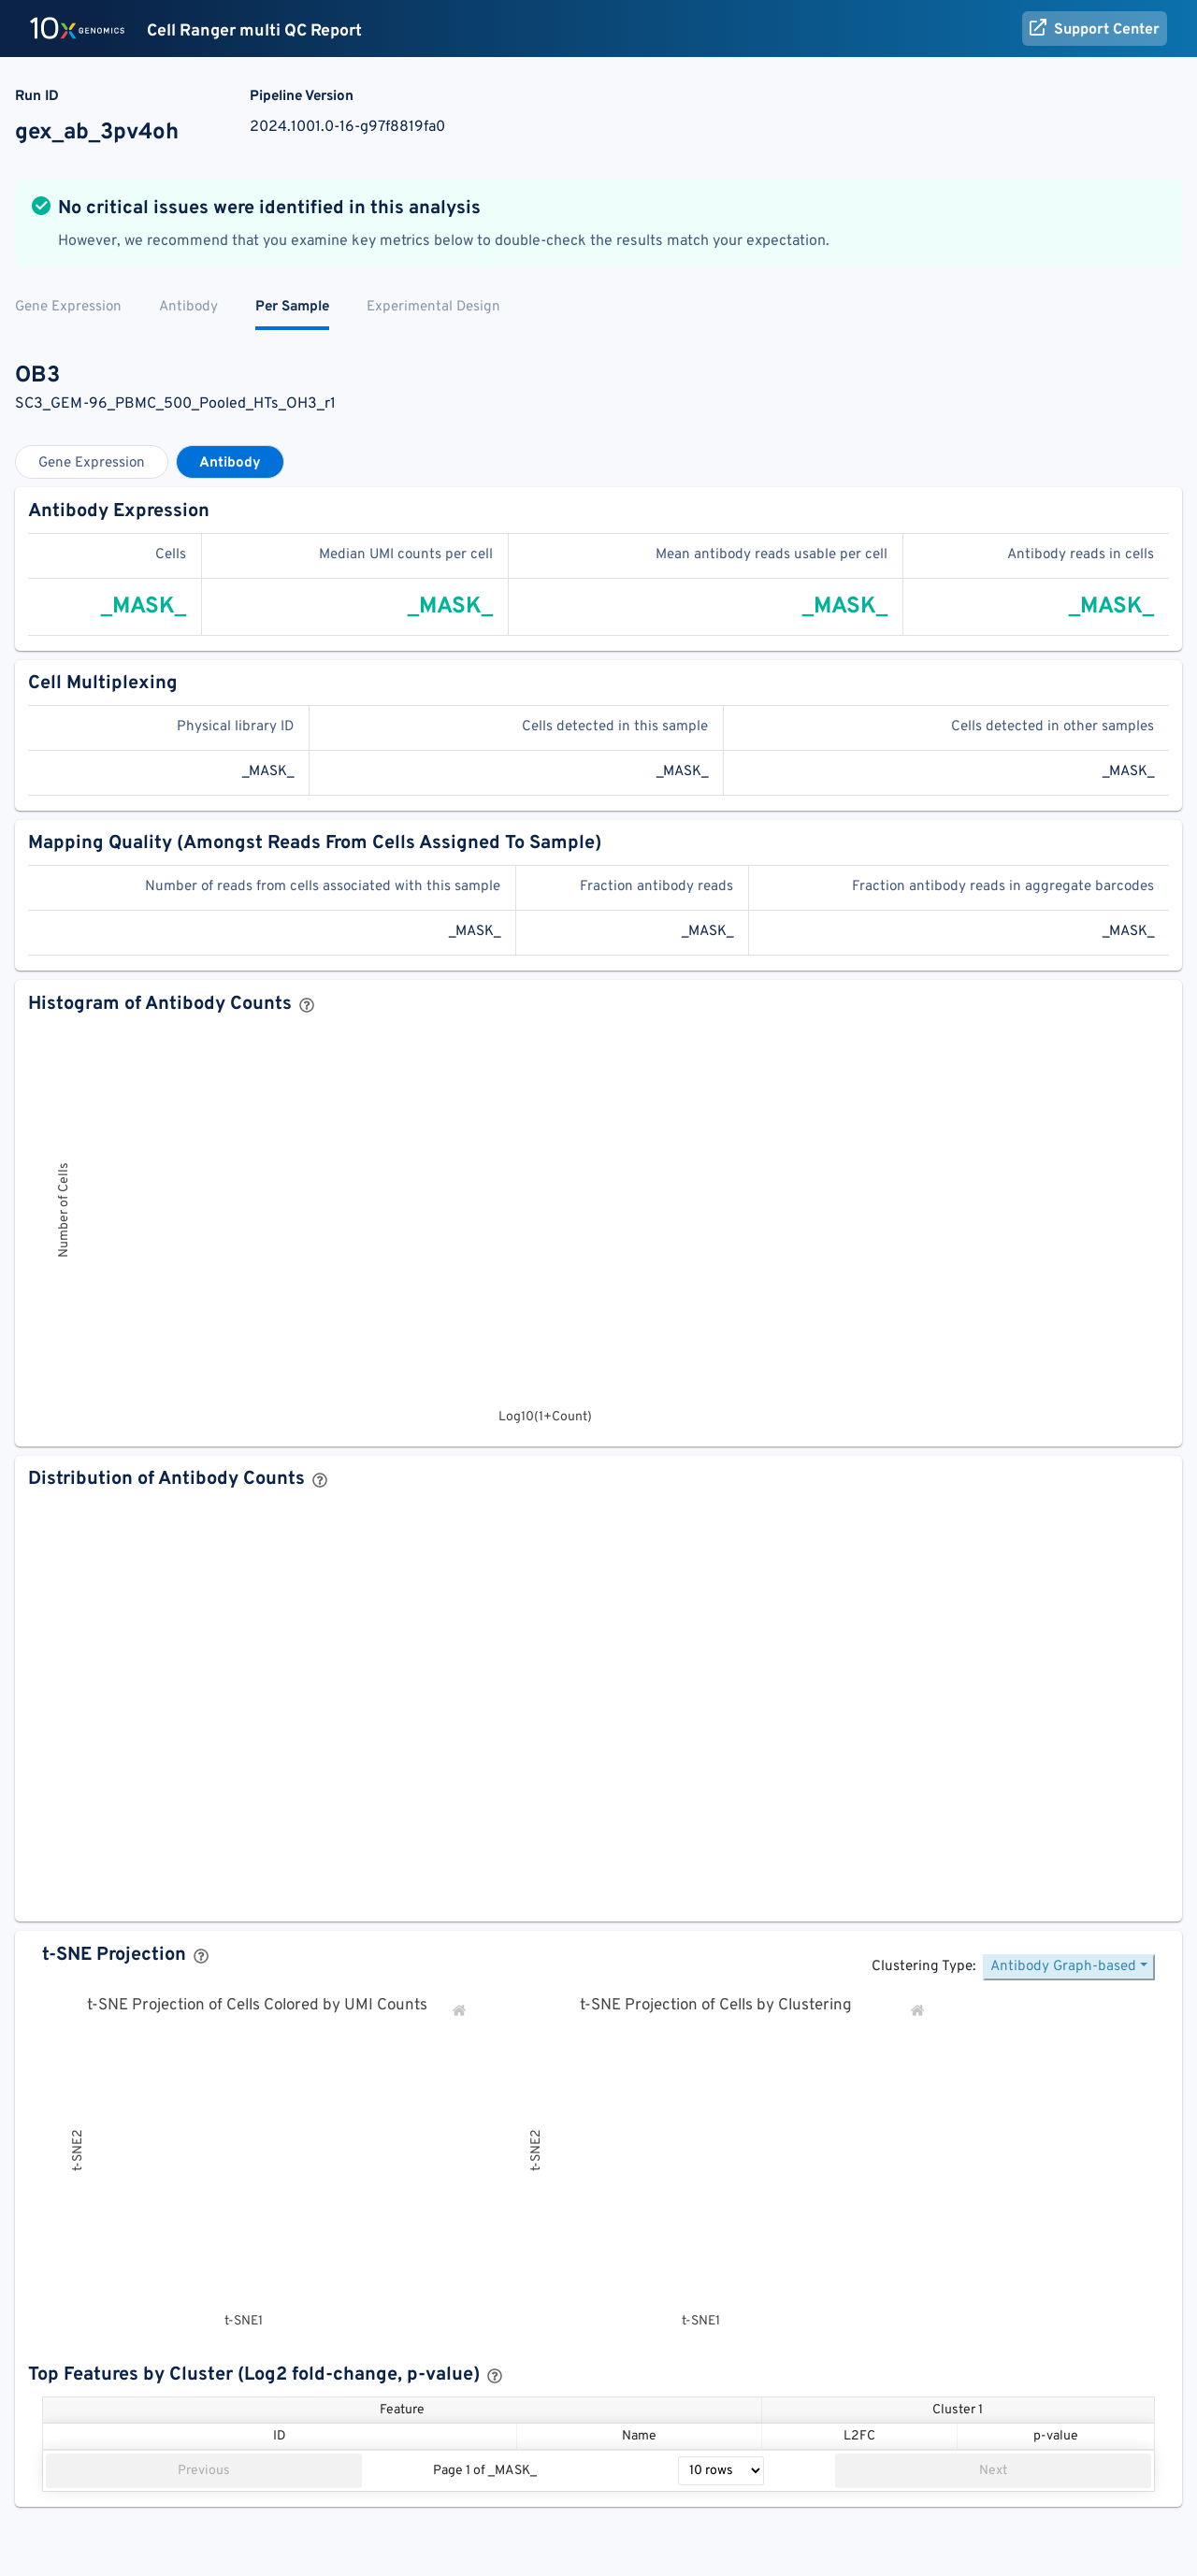 10x GENOMICS Cell Ranger multi QC Report Support Center
Run ID Pipeline Version
gex_ab_3pv4oh 2024.1001.0-16-g97f8819fa0
No critical issues were identified in this analysis
However, we recommend that you examine key metrics below to double-check the results match your expectation.
Gene Expression Antibody Per Sample Experimental Design
OB3
SC3_GEM-96_PBMC_500_Pooled_HTs_OH3_r1
Gene Expression Antibody
Antibody Expression
Cells Median UMI counts per cell Mean antibody reads usable per cell Antibody reads in cells
_MASK_ _MASK_ _MASK_ _MASK_
Cell Multiplexing
Physical library ID Cells detected in this sample Cells detected in other samples
_MASK_ _MASK_ _MASK_
Mapping Quality (Amongst Reads From Cells Assigned To Sample)
Number of reads from cells associated with this sample Fraction antibody reads Fraction antibody reads in aggregate barcodes
_MASK_ _MASK_ _MASK_
Histogram of Antibody Counts ?
Number of Cells
Log10(1+Count)
Distribution of Antibody Counts ?
t-SNE Projection ?
Clustering Type: Antibody Graph-based
t-SNE Projection of Cells Colored by UMI Counts t-SNE Projection of Cells by Clustering
t-SNE2 t-SNE2
t-SNE1 t-SNE1
Top Features by Cluster (Log2 fold-change, p-value) ?
Feature Cluster 1
ID Name L2FC p-value
Previous Page 1 of _MASK_ 10 rows Next